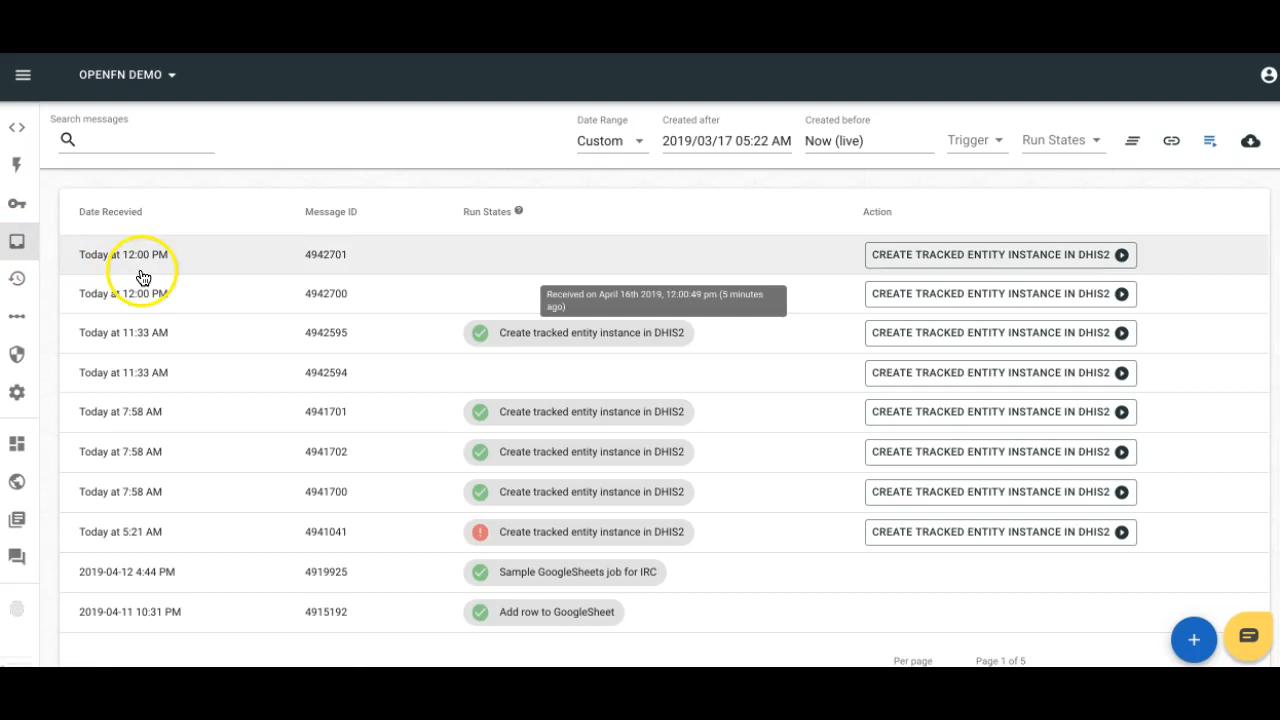 OPENFN DEMO
Search messages
Date Range
Custom
Created after
2019/03/17 05:22 AM
Created before
Now (live)
Trigger
Run States
Date Recevied Message ID Run States Action
Today at 12:00 PM 4942701 CREATE TRACKED ENTITY INSTANCE IN DHIS2
Today at 12:00 PM 4942700 CREATE TRACKED ENTITY INSTANCE IN DHIS2
Received on April 16th 2019, 12:00:49 pm (5 minutes
ago)
Today at 11:33 AM 4942595 Create tracked entity instance in DHIS2 CREATE TRACKED ENTITY INSTANCE IN DHIS2
Today at 11:33 AM 4942594 CREATE TRACKED ENTITY INSTANCE IN DHIS2
Today at 7:58 AM 4941701 Create tracked entity instance in DHIS2 CREATE TRACKED ENTITY INSTANCE IN DHIS2
Today at 7:58 AM 4941702 Create tracked entity instance in DHIS2 CREATE TRACKED ENTITY INSTANCE IN DHIS2
Today at 7:58 AM 4941700 Create tracked entity instance in DHIS2 CREATE TRACKED ENTITY INSTANCE IN DHIS2
Today at 5:21 AM 4941041 Create tracked entity instance in DHIS2 CREATE TRACKED ENTITY INSTANCE IN DHIS2
2019-04-12 4:44 PM 4919925 Sample GoogleSheets job for IRC
2019-04-11 10:31 PM 4915192 Add row to GoogleSheet
Per page Page 1 of 5